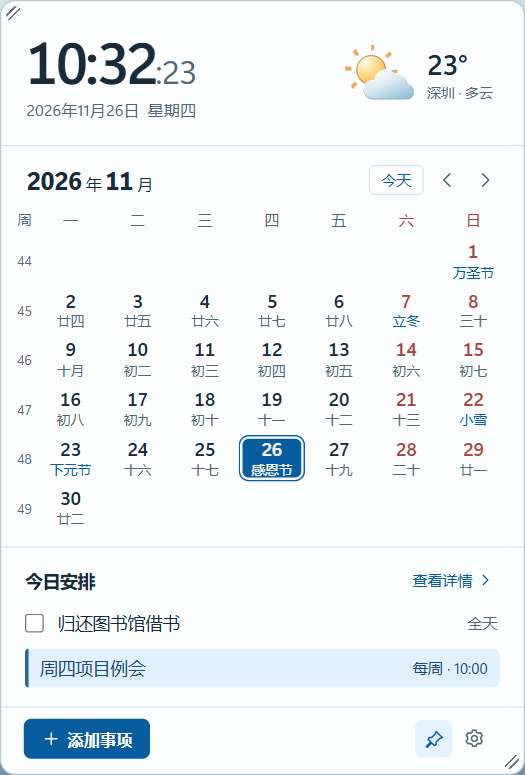 10:32:23
2026年11月26日 星期四
23°
深圳 · 多云
2026 年 11 月
今天
周 一 二 三 四 五 六 日
44 1
万圣节
45 2 3 4 5 6 7 8
廿四 廿五 廿六 廿七 廿八 立冬 三十
46 9 10 11 12 13 14 15
十月 初二 初三 初四 初五 初六 初七
47 16 17 18 19 20 21 22
初八 初九 初十 十一 十二 十三 小雪
48 23 24 25 26 27 28 29
下元节 十六 十七 感恩节 十九 二十 廿一
49 30
廿二
今日安排 查看详情
归还图书馆借书 全天
周四项目例会 每周 · 10:00
添加事项